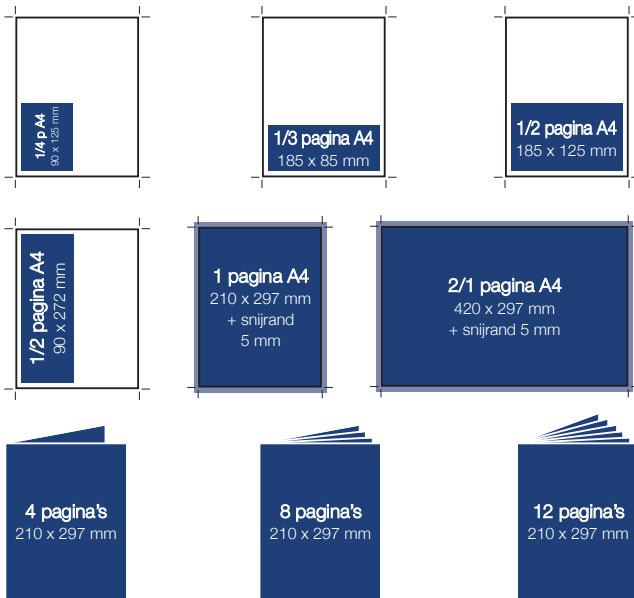 1/4 p A4
90 x 125 mm
1/3 pagina A4
185 x 85 mm
1/2 pagina A4
185 x 125 mm
1/2 pagina A4
90 x 272 mm
1 pagina A4
210 x 297 mm
+ snijrand
5 mm
2/1 pagina A4
420 x 297 mm
+ snijrand 5 mm
4 pagina's
210 x 297 mm
8 pagina's
210 x 297 mm
12 pagina's
210 x 297 mm